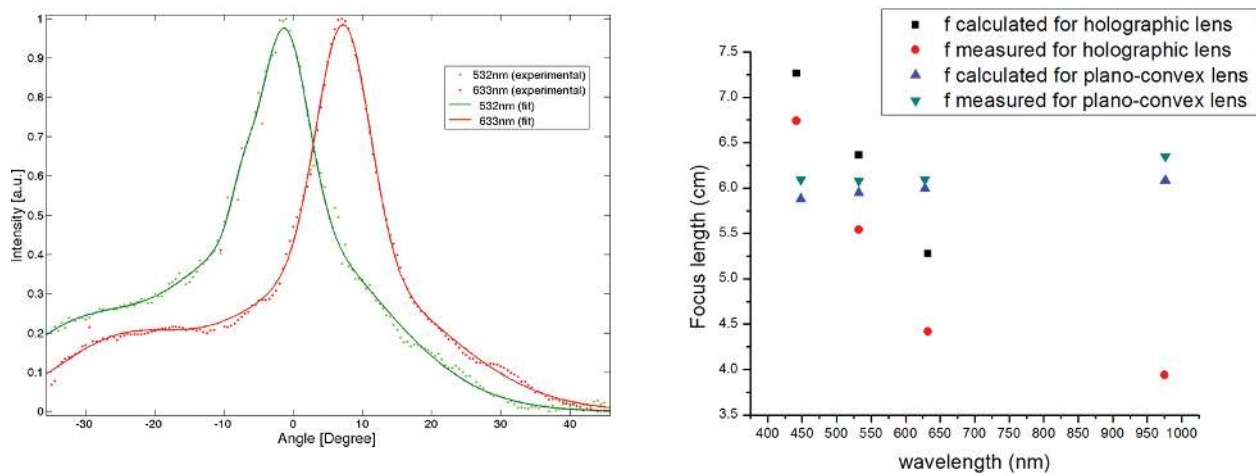 1
0.9
0.8
0.7
0.6
0.5
0.4
0.3
0.2
0.1
0
Intensity [a.u.]
532nm (experimental)
633nm (experimental)
532nm (fit)
633nm (fit)
-30 -20 -10 0 10 20 30 40
Angle [Degree]
f calculated for holographic lens
f measured for holographic lens
f calculated for plano-convex lens
f measured for plano-convex lens
7.5
7.0
6.5
6.0
5.5
5.0
4.5
4.0
3.5
Focus length (cm)
400 450 500 550 600 650 700 750 800 850 900 950 1000
wavelength (nm)